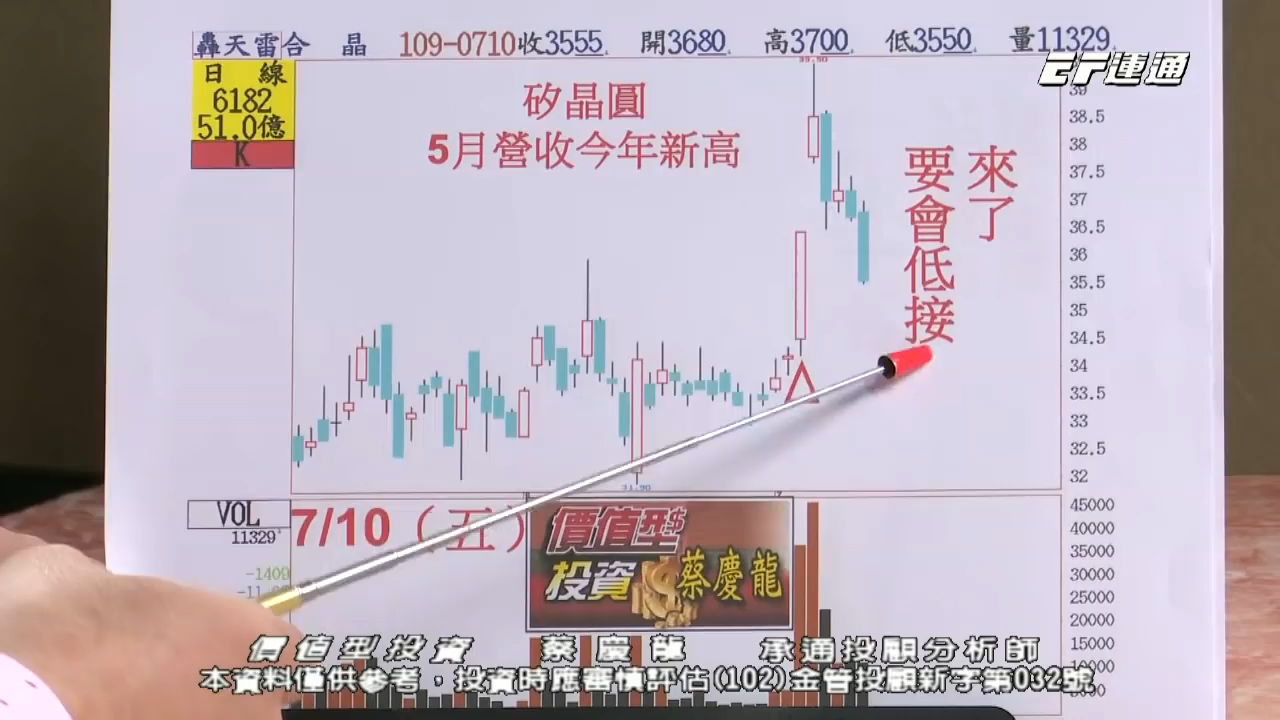 轟天雷合 晶 109-0710收3555 開3680 高3700 低3550 量11329
日 線
6182
51.0億
K
EF運通
39.50
矽晶圓
5月營收今年新高
來了
要會低接
39
38.5
38
37.5
37
36.5
36
35.5
35
34.5
34
33.5
33
32.5
32
VOL
11329
-1409
7/10（五）
價值型$
投資 蔡慶龍
45000
40000
35000
30000
25000
20000
15000
10000
價值型投資 蔡慶龍 承通投顧分析師
本資料僅供參考，投資時應審慎評估(102)金管投顧新字第032號